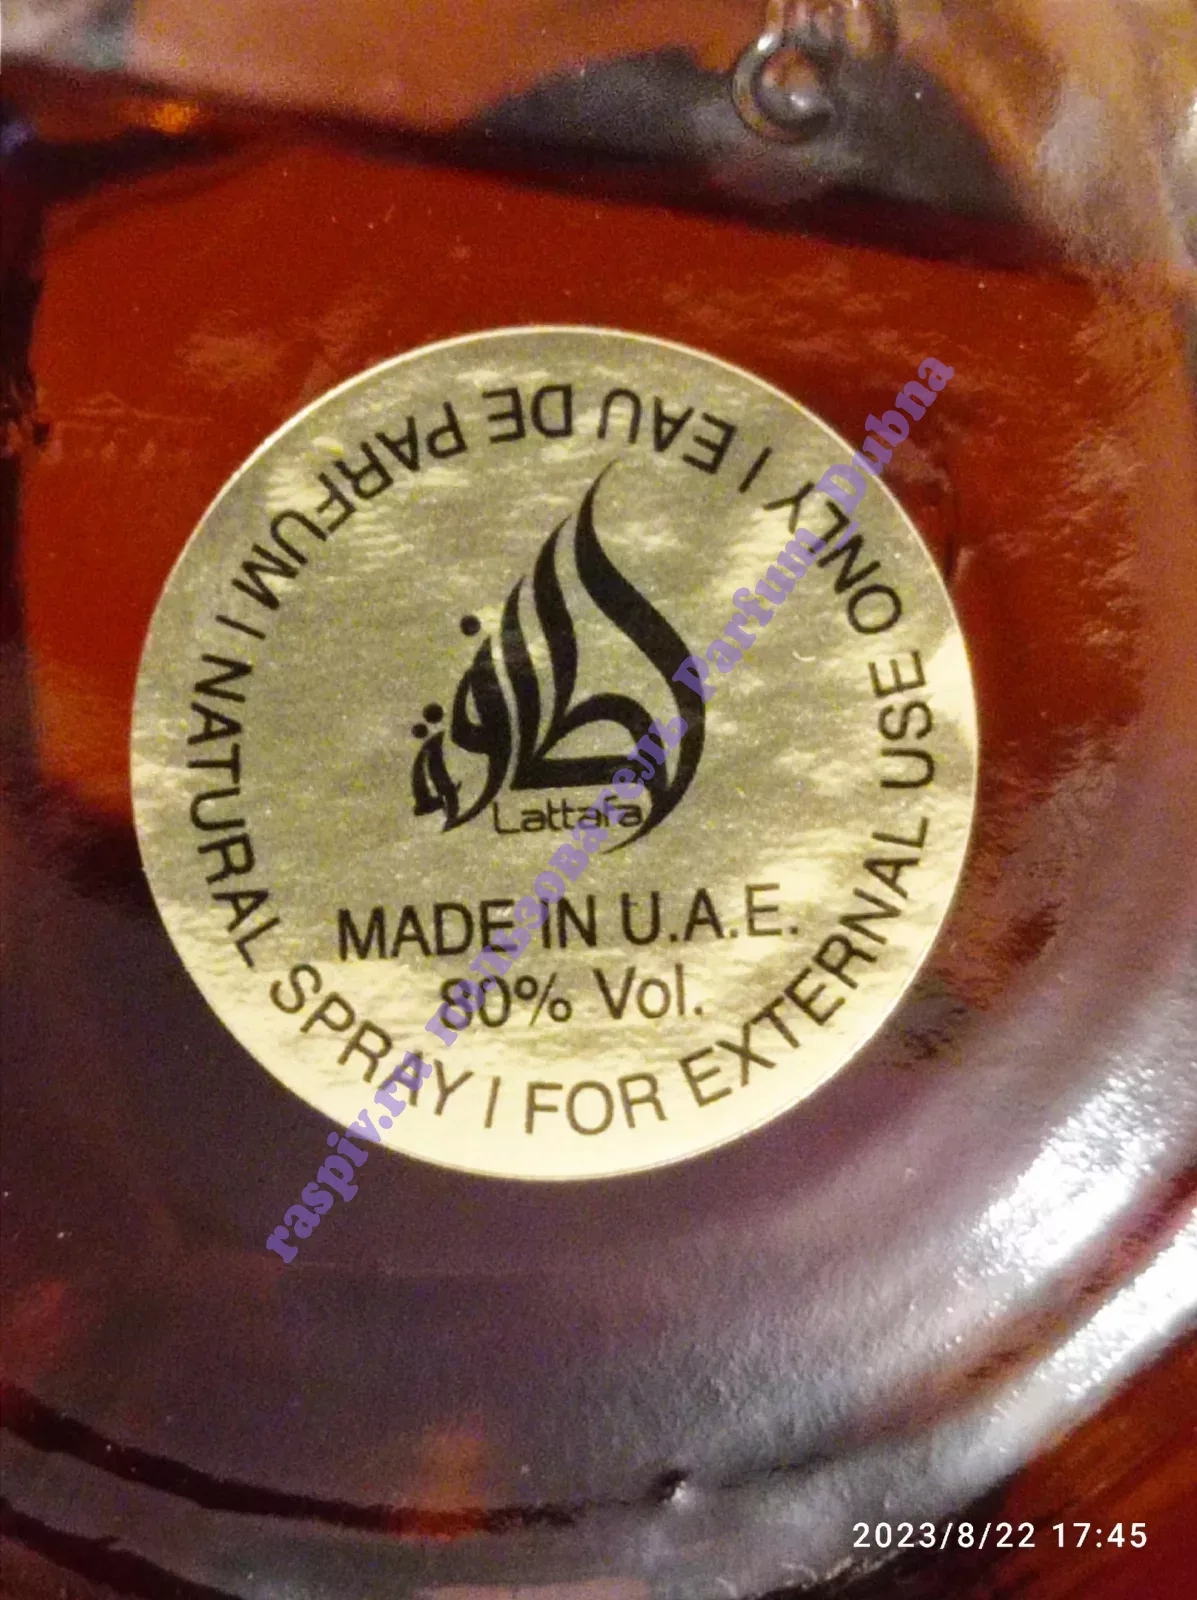 EAU DE PARFUM / NATURAL SPRAY / FOR EXTERNAL USE ONLY /
لطافة
Lattafa
MADE IN U.A.E.
80% Vol.
raspiv.ru пользователь Parfum_Dubna
2023/8/22 17:45